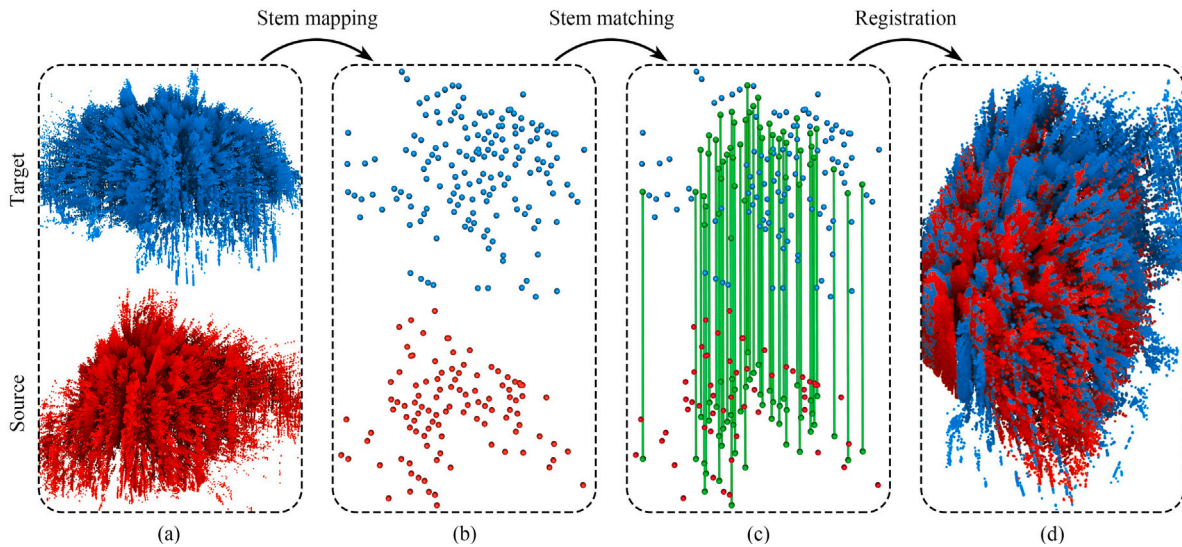 Stem mapping
Stem matching
Registration
Target
Source
(a)
(b)
(c)
(d)